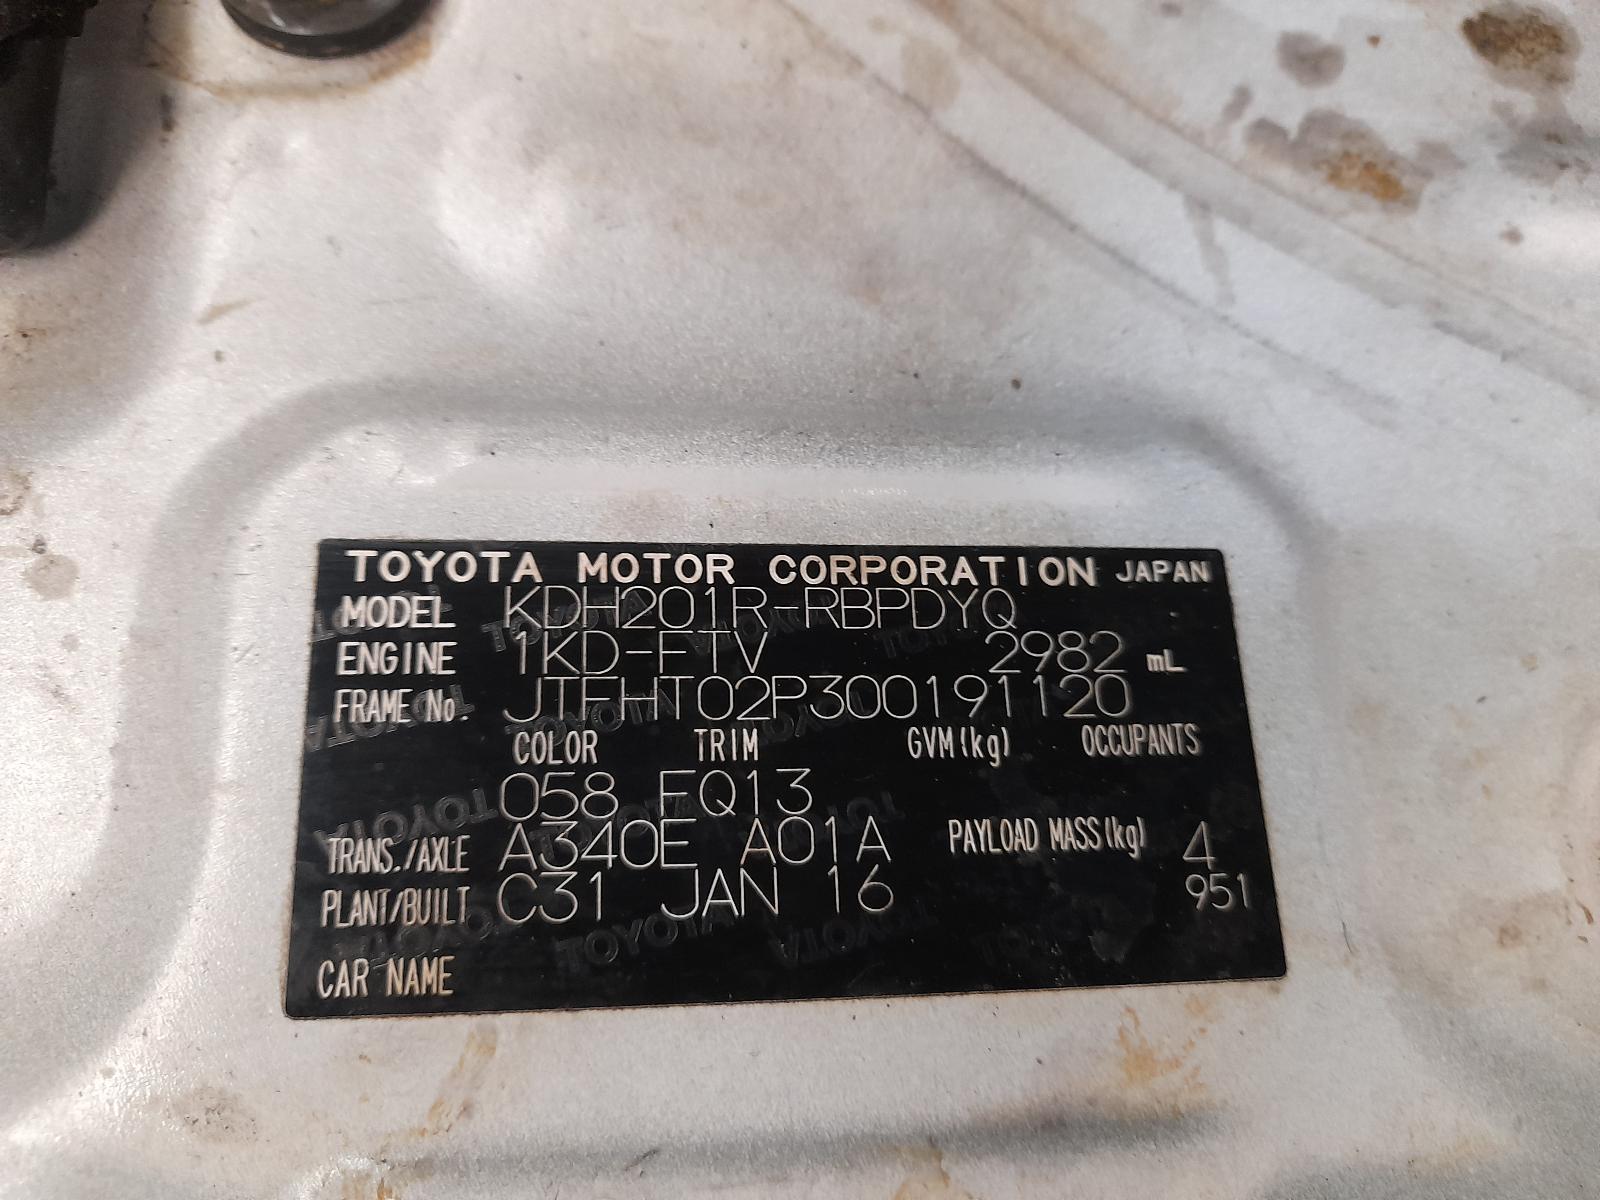 TOYOTA MOTOR CORPORATION JAPAN
MODEL KDH201R-RBPDYQ
ENGINE 1KD-FTV 2982 mL
FRAME No. JTFHT02P300191120
COLOR TRIM GVM(kg) OCCUPANTS
058 FQ13
TRANS./AXLE A340E A01A PAYLOAD MASS(kg) 4
PLANT/BUILT C31 JAN 16 951
CAR NAME